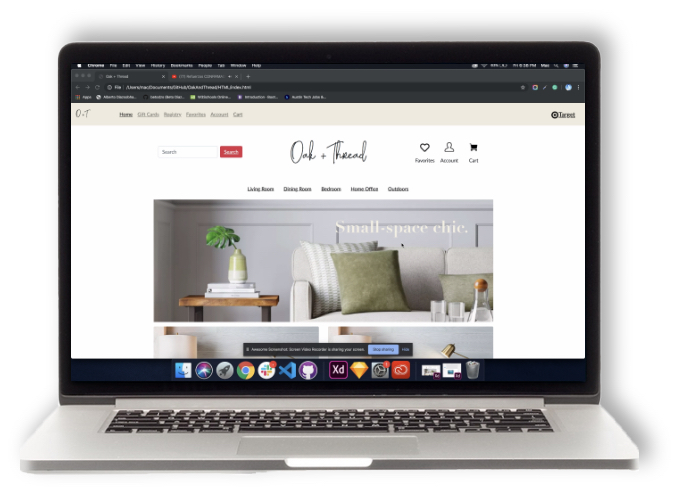 Chrome File Edit View History Bookmarks People Tab Window Help
Oak + Thread
File /Users/mac/Documents/GitHub/OakAndThread/HTML/index.html
Apps
O+T Home Gift Cards Registry Favorites Account Cart Target
Search Search Oak + Thread Favorites Account Cart
Living Room Dining Room Bedroom Home Office Outdoors
Small-space chic.
Awesome Screenshot: Screen Video Recorder is sharing your screen. Stop sharing Hide
Xd